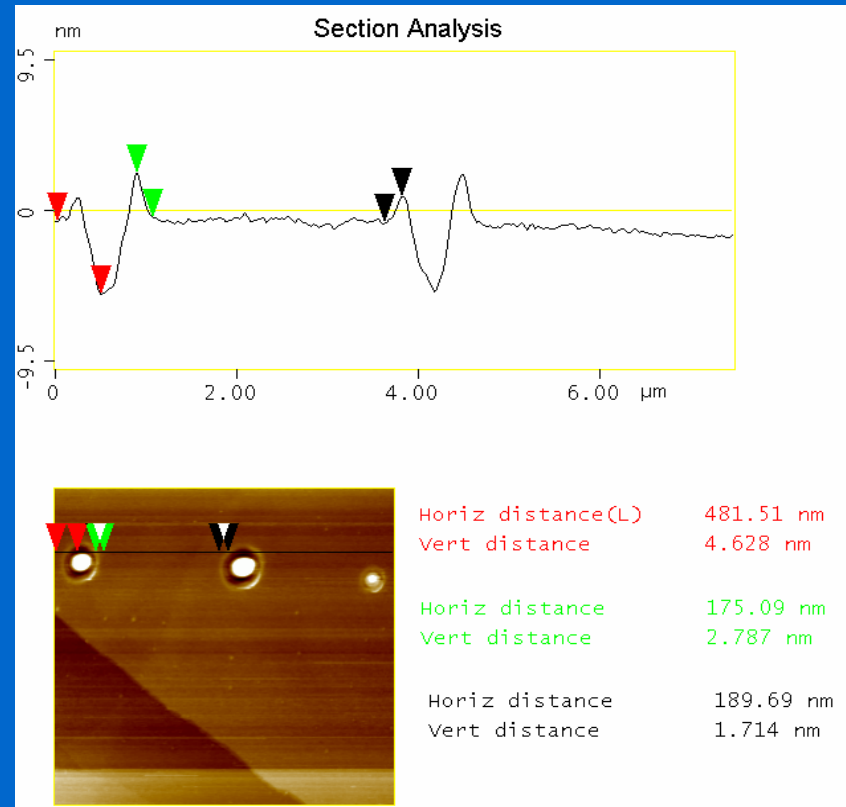 Section Analysis
nm
9.5
0
-9.5
0 2.00 4.00 6.00 µm
Horiz distance(L) 481.51 nm
Vert distance 4.628 nm
Horiz distance 175.09 nm
Vert distance 2.787 nm
Horiz distance 189.69 nm
Vert distance 1.714 nm